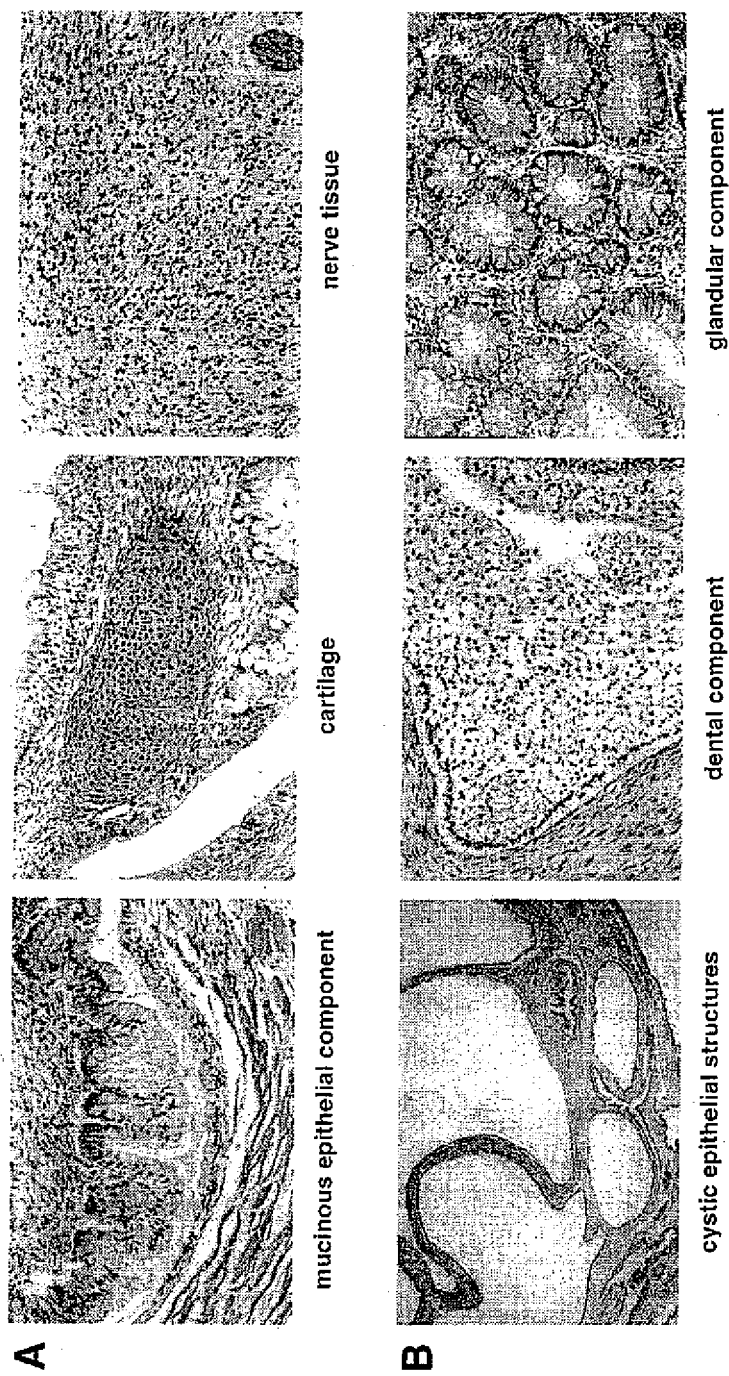 A
mucinous epithelial component
cartilage
nerve tissue
B
cystic epithelial structures
dental component
glandular component